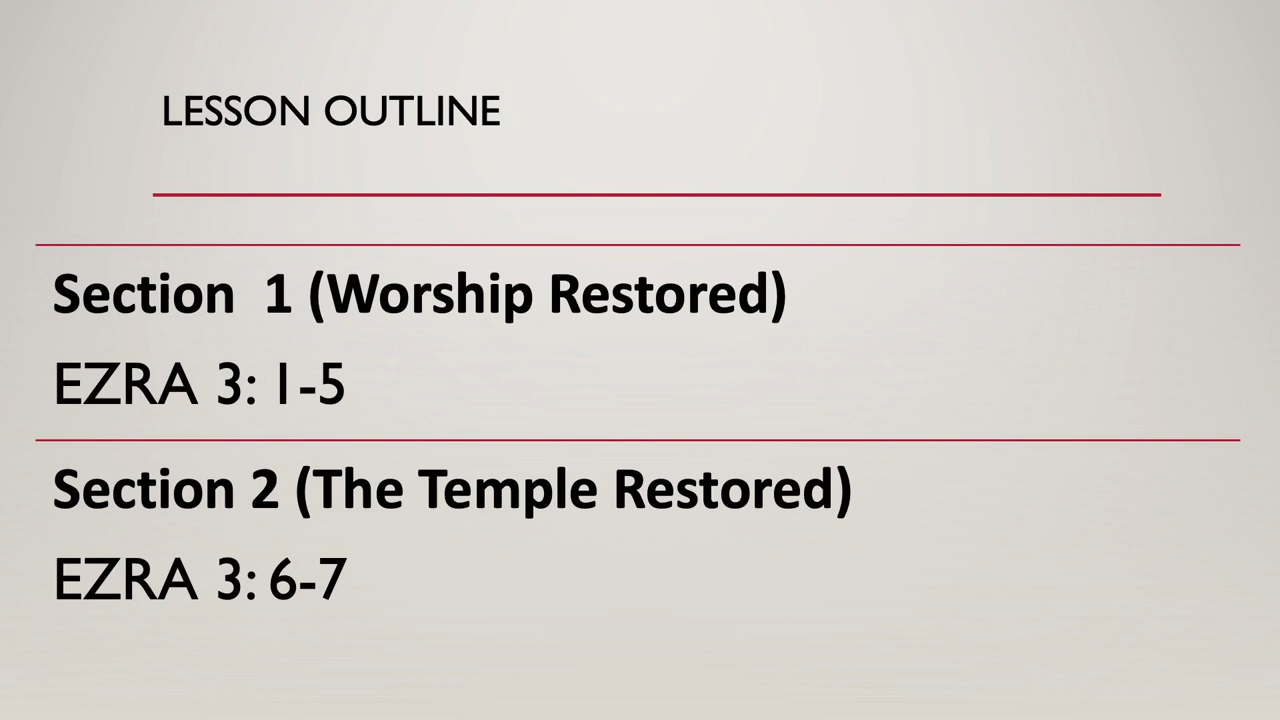 LESSON OUTLINE
Section  1 (Worship Restored)
EZRA 3: 1-5
Section 2 (The Temple Restored)
EZRA 3: 6-7